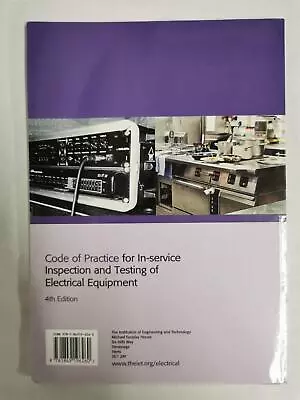 Code of Practice for In-service
Inspection and Testing of
Electrical Equipment
4th Edition
The Institution of Engineering and Technology
Michael Faraday House
Six Hills Way
Stevenage
Herts
SG1 2AY
www.theiet.org/electrical